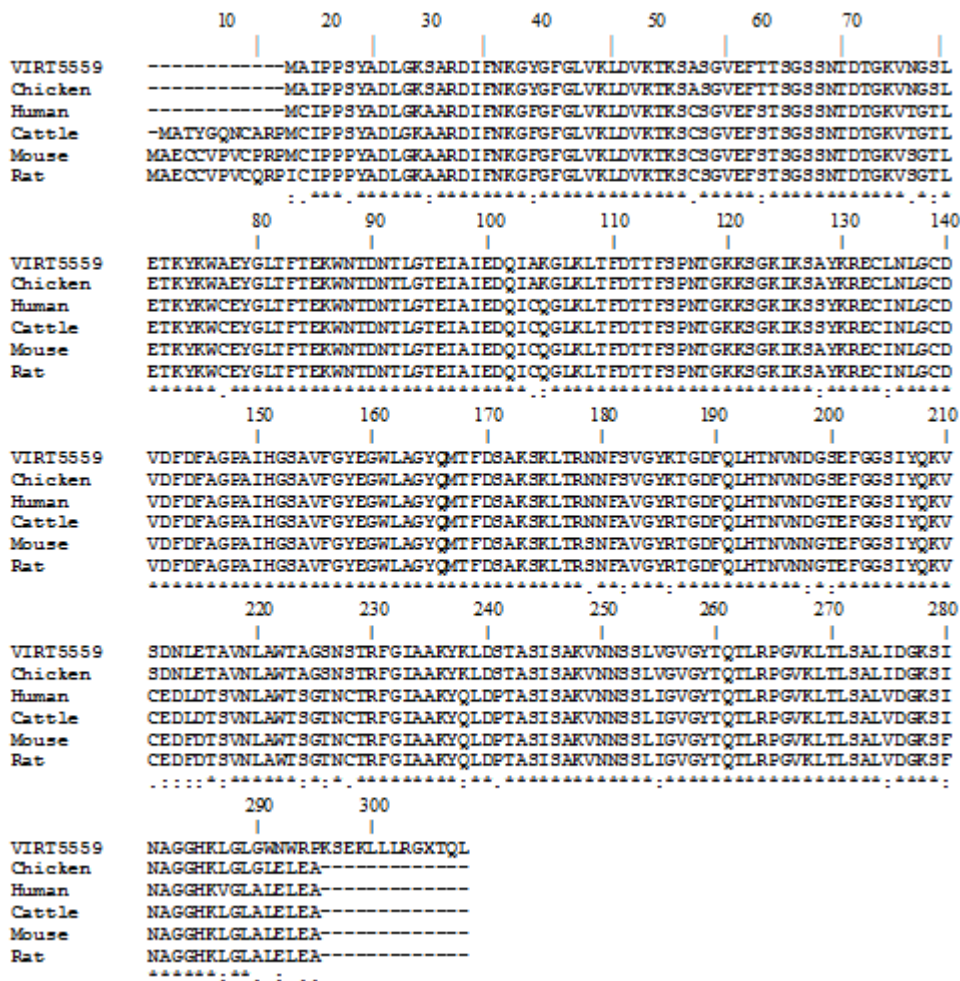 10 20 30 40 50 60 70
VIRT5559 ------------MAIPPSYADLGKSARDIFNKGYGFGLVKLDVKTKSASGVEFTTSGSSNTDTGKVNGSL
Chicken ------------MAIPPSYADLGKSARDIFNKGYGFGLVKLDVKTKSASGVEFTTSGSSNTDTGKVNGSL
Human ------------MCIPPSYADLGKAARDIFNKGFGFGLVKLDVKTKSCSGVEFSTSGSSNTDTGKVTGTL
Cattle -MATYGQNCARPMCIPPSYADLGKAARDIFNKGFGFGLVKLDVKTKSCSGVEFSTSGSSNTDTGKVTGTL
Mouse MAECCVPVCPRPMCIPPPYADLGKAARDIFNKGFGFGLVKLDVKTKSCSGVEFSTSGSSNTDTGKVSGTL
Rat MAECCVPVCQRPICIPPPYADLGKAARDIFNKGFGFGLVKLDVKTKSCSGVEFSTSGSSNTDTGKVSGTL
:.***.******:********:*************.*****:************.*:*
80 90 100 110 120 130 140
VIRT5559 ETKYKWAEYGLTFTEKWNTDNTLGTEIAIEDQIAKGLKLTFDTTFSPNTGKKSGKIKSAYKRECLNLGCD
Chicken ETKYKWAEYGLTFTEKWNTDNTLGTEIAIEDQIAKGLKLTFDTTFSPNTGKKSGKIKSAYKRECLNLGCD
Human ETKYKWCEYGLTFTEKWNTDNTLGTEIAIEDQICQGLKLTFDTTFSPNTGKKSGKIKSSYKRECINLGCD
Cattle ETKYKWCEYGLTFTEKWNTDNTLGTEIAIEDQICQGLKLTFDTTFSPNTGKKSGKIKSSYKRECINLGCD
Mouse ETKYKWCEYGLTFTEKWNTDNTLGTEIAIEDQICQGLKLTFDTTFSPNTGKKSGKIKSAYKRECINLGCD
Rat ETKYKWCEYGLTFTEKWNTDNTLGTEIAIEDQICQGLKLTFDTTFSPNTGKKSGKIKSAYKRECINLGCD
******.**************************.:***********************:*****:*****
150 160 170 180 190 200 210
VIRT5559 VDFDFAGPAIHGSAVFGYEGWLAGYQMTFDSAKSKLTRNNFSVGYKTGDFQLHTNVNDGSEFGGSIYQKV
Chicken VDFDFAGPAIHGSAVFGYEGWLAGYQMTFDSAKSKLTRNNFSVGYKTGDFQLHTNVNDGSEFGGSIYQKV
Human VDFDFAGPAIHGSAVFGYEGWLAGYQMTFDSAKSKLTRNNFAVGYRTGDFQLHTNVNDGTEFGGSIYQKV
Cattle VDFDFAGPAIHGSAVFGYEGWLAGYQMTFDSAKSKLTRNNFAVGYRTGDFQLHTNVNDGTEFGGSIYQKV
Mouse VDFDFAGPAIHGSAVFGYEGWLAGYQMTFDSAKSKLTRSNFAVGYRTGDFQLHTNVNNGTEFGGSIYQKV
Rat VDFDFAGPAIHGSAVFGYEGWLAGYQMTFDSAKSKLTRSNFAVGYRTGDFQLHTNVNNGTEFGGSIYQKV
**************************************.**:***:***********:*:**********
220 230 240 250 260 270 280
VIRT5559 SDNLETAVNLAWTAGSNSTRFGIAAKYKLDSTASISAKVNNSSLVGVGYTQTLRPGVKLTLSALIDGKSI
Chicken SDNLETAVNLAWTAGSNSTRFGIAAKYKLDSTASISAKVNNSSLVGVGYTQTLRPGVKLTLSALIDGKSI
Human CEDLDTSVNLAWTSGTNCTRFGIAAKYQLDPTASISAKVNNSSLIGVGYTQTLRPGVKLTLSALVDGKSI
Cattle CEDLDTSVNLAWTSGTNCTRFGIAAKYQLDPTASISAKVNNSSLIGVGYTQTLRPGVKLTLSALVDGKSI
Mouse CEDFDTSVNLAWTSGTNCTRFGIAAKYQLDPTASISAKVNNSSLIGVGYTQTLRPGVKLTLSALVDGKSF
Rat CEDFDTSVNLAWTSGTNCTRFGIAAKYQLDPTASISAKVNNSSLIGVGYTQTLRPGVKLTLSALVDGKSF
.::::*:******:*:*.*********:**.*************:*******************:****:
290 300
VIRT5559 NAGGHKLGLGWNWRPKSEKLLLRGXTQL
Chicken NAGGHKLGLGLELEA-------------
Human NAGGHKVGLALELEA-------------
Cattle NAGGHKLGLALELEA-------------
Mouse NAGGHKLGLALELEA-------------
Rat NAGGHKLGLALELEA-------------
******:**. : ..